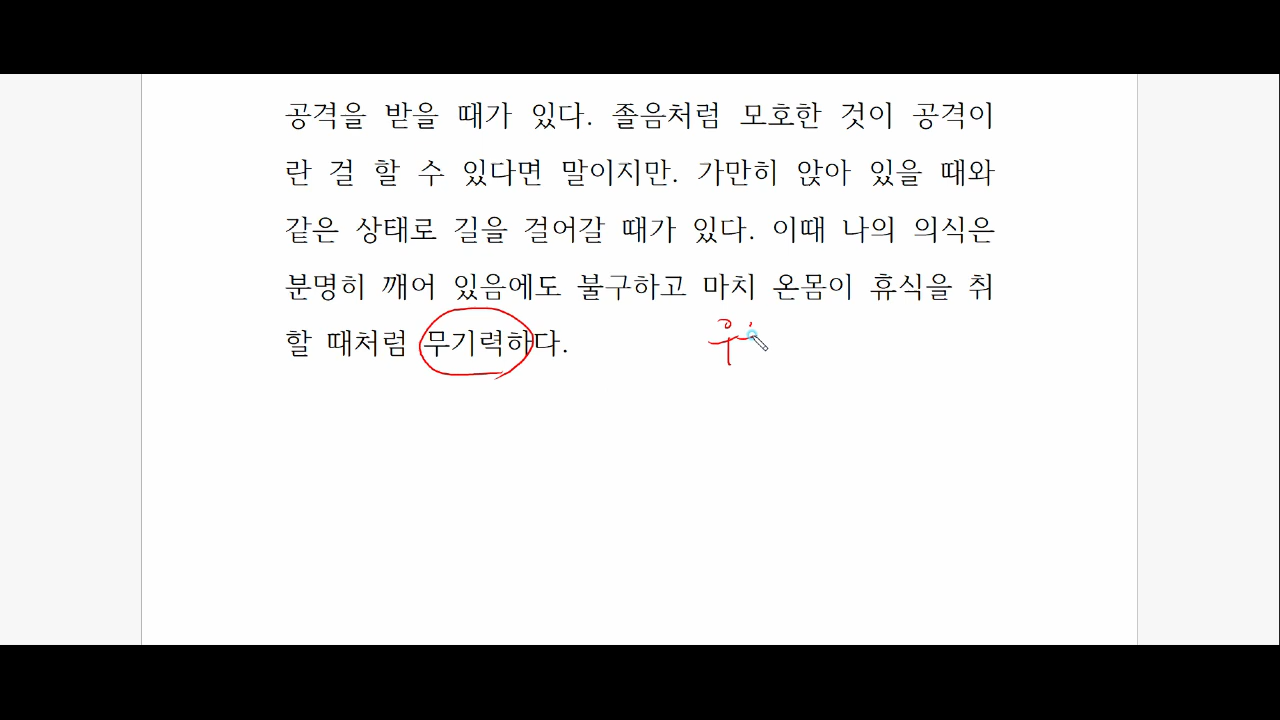 공격을 받을 때가 있다. 졸음처럼 모호한 것이 공격이
란 걸 할 수 있다면 말이지만. 가만히 앉아 있을 때와
같은 상태로 길을 걸어갈 때가 있다. 이때 나의 의식은
분명히 깨어 있음에도 불구하고 마치 온몸이 휴식을 취
할 때처럼 무기력하다. 우